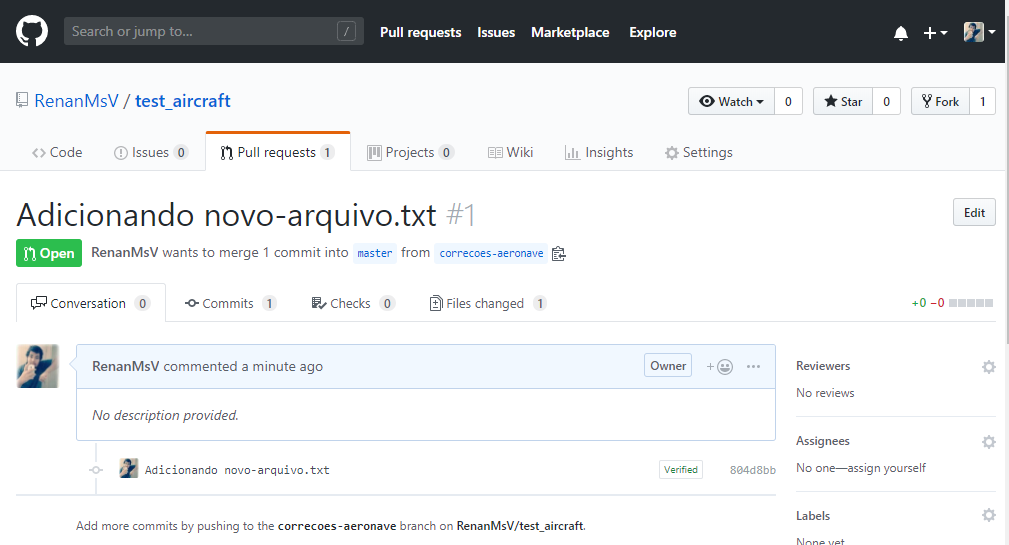 Search or jump to... / Pull requests Issues Marketplace Explore
RenanMsV / test_aircraft Watch 0 Star 0 Fork 1
Code Issues 0 Pull requests 1 Projects 0 Wiki Insights Settings
Adicionando novo-arquivo.txt #1 Edit
Open RenanMsV wants to merge 1 commit into master from correcoes-aeronave
Conversation 0 Commits 1 Checks 0 Files changed 1 +0 −0
RenanMsV commented a minute ago Owner + ...
No description provided.
Adicionando novo-arquivo.txt Verified 804d8bb
Add more commits by pushing to the correcoes-aeronave branch on RenanMsV/test_aircraft.
Reviewers
No reviews
Assignees
No one—assign yourself
Labels
None yet